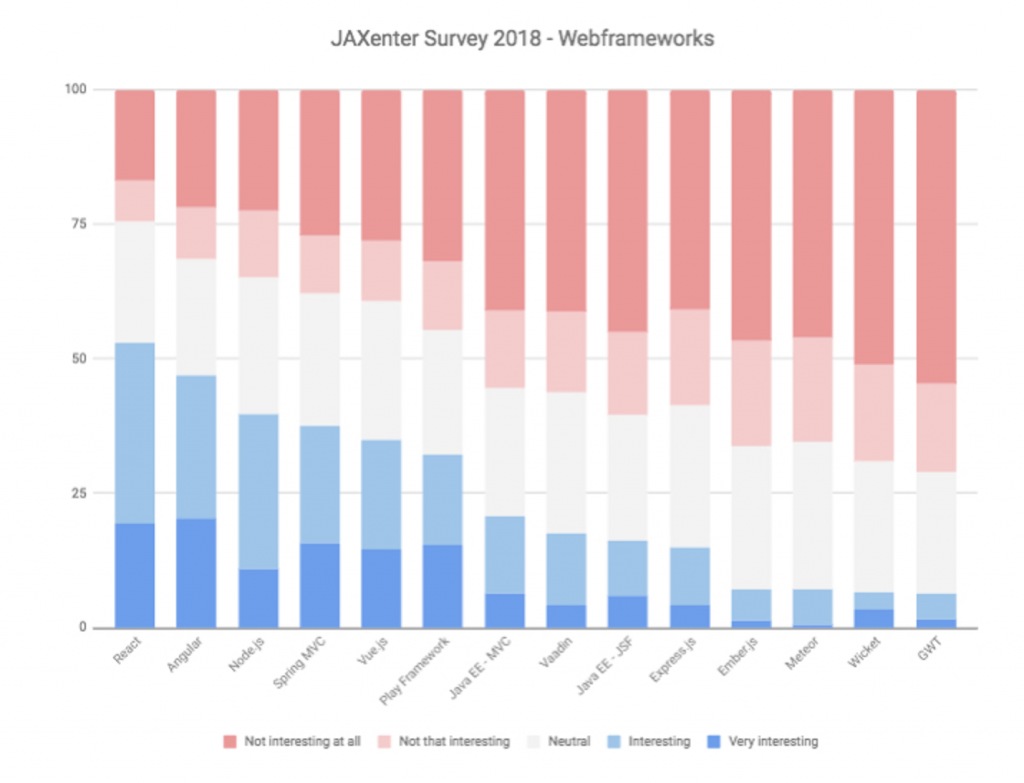 JAXenter Survey 2018 - Webframeworks
100
75
50
25
0
React
Angular
Node.js
Spring MVC
Vue.js
Play Framework
Java EE - MVC
Vaadin
Java EE - JSF
Express.js
Ember.js
Meteor
Wicket
GWT
Not interesting at all Not that interesting Neutral Interesting Very interesting